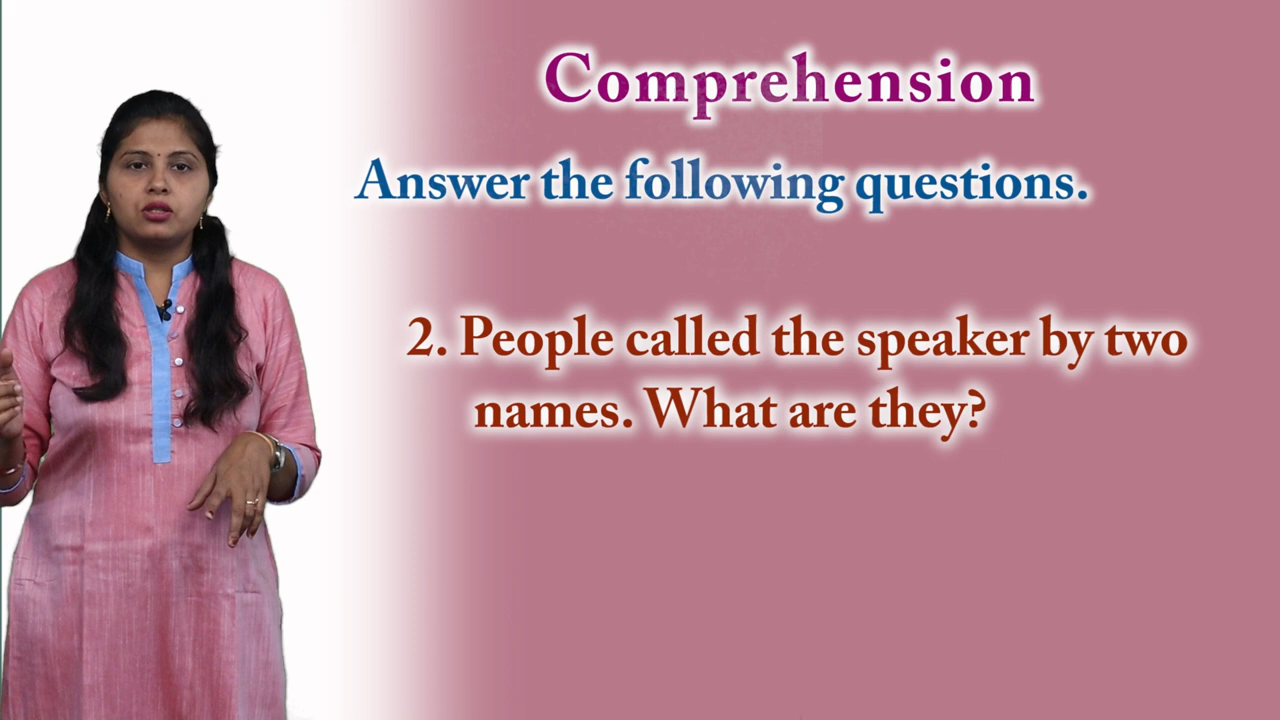 Comprehension
Answer the following questions.
2. People called the speaker by two
names. What are they?